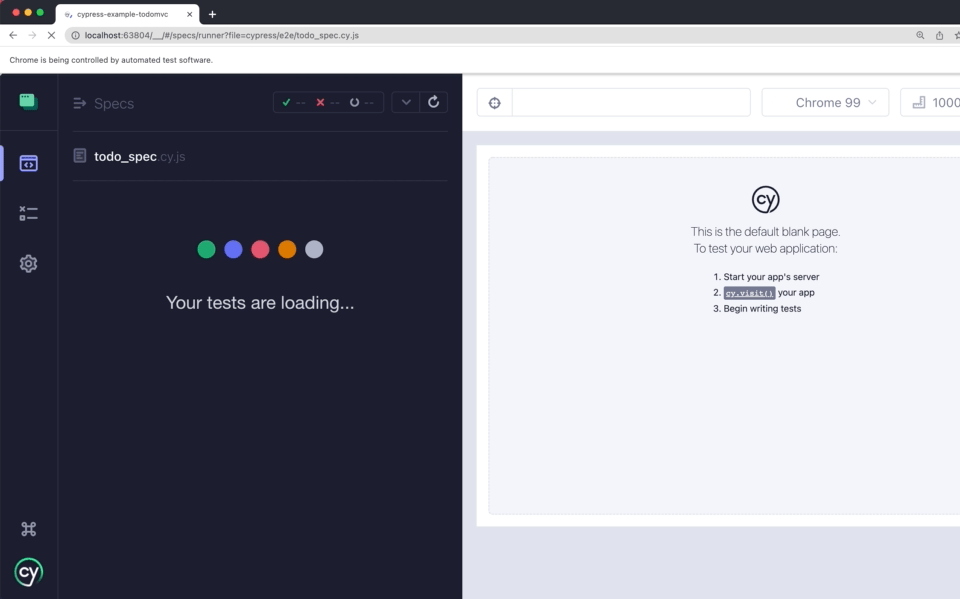 cypress-example-todomvc
localhost:63804/__/#/specs/runner?file=cypress/e2e/todo_spec.cy.js
Chrome is being controlled by automated test software.
Specs
-- -- --
todo_spec.cy.js
Your tests are loading...
Chrome 99
1000
cy
This is the default blank page.
To test your web application:
1. Start your app's server
2. cy.visit() your app
3. Begin writing tests
cy